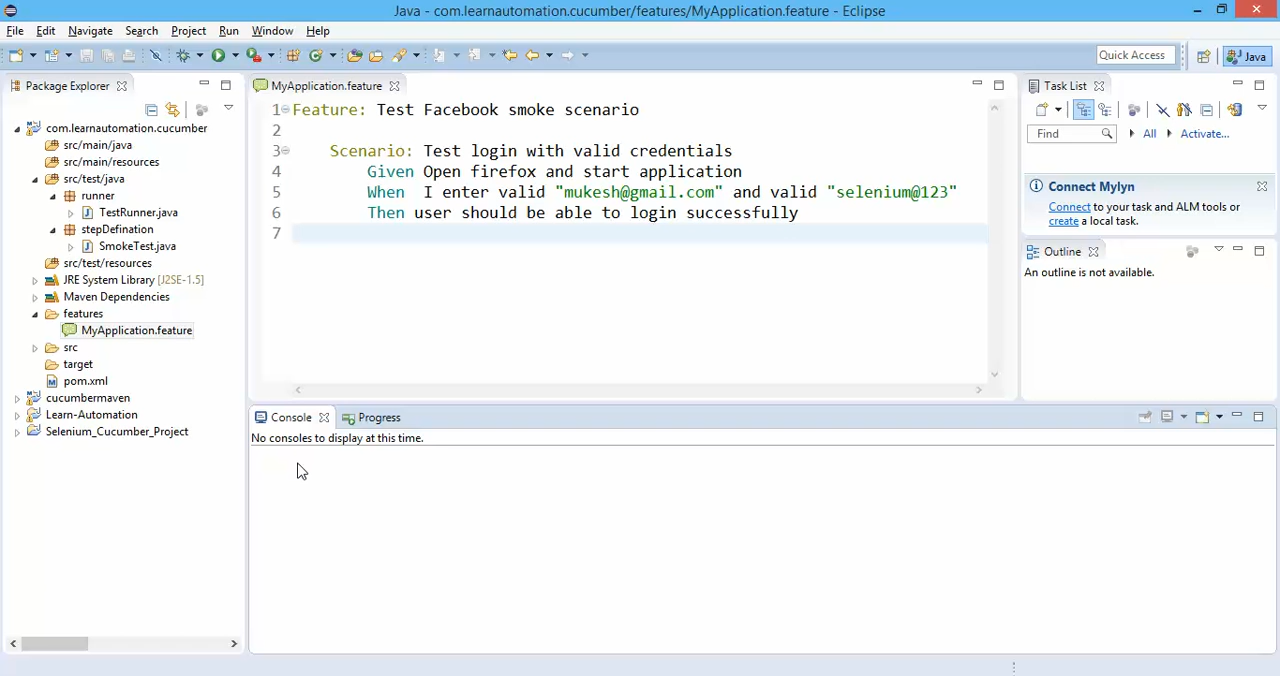 Java - com.learnautomation.cucumber/features/MyApplication.feature - Eclipse
File Edit Navigate Search Project Run Window Help
Quick Access Java
Package Explorer
com.learnautomation.cucumber
src/main/java
src/main/resources
src/test/java
runner
TestRunner.java
stepDefination
SmokeTest.java
src/test/resources
JRE System Library [J2SE-1.5]
Maven Dependencies
features
MyApplication.feature
src
target
pom.xml
cucumbermaven
Learn-Automation
Selenium_Cucumber_Project
MyApplication.feature
1 Feature: Test Facebook smoke scenario
2
3 Scenario: Test login with valid credentials
4 Given Open firefox and start application
5 When I enter valid "mukesh@gmail.com" and valid "selenium@123"
6 Then user should be able to login successfully
7
Task List
Find All Activate...
Connect Mylyn
Connect to your task and ALM tools or
create a local task.
Outline
An outline is not available.
Console Progress
No consoles to display at this time.